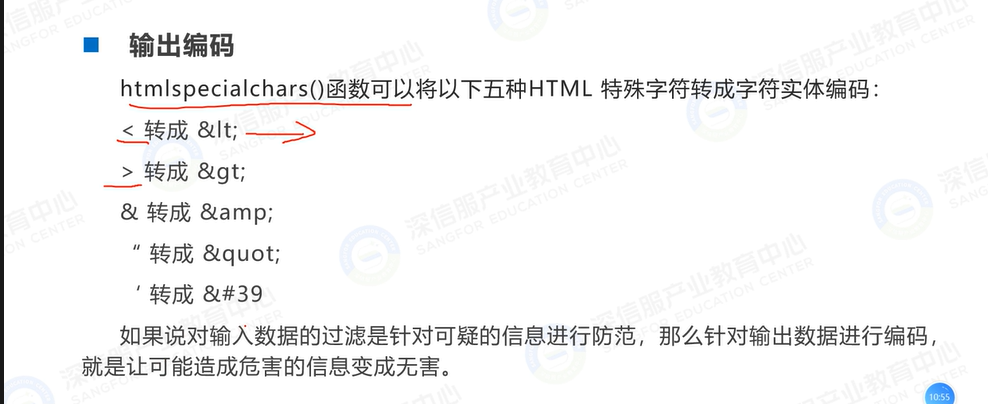 输出编码
htmlspecialchars()函数可以将以下五种HTML 特殊字符转成字符实体编码：
< 转成 &lt;
> 转成 &gt;
& 转成 &amp;
“ 转成 &quot;
‘ 转成 &#39
如果说对输入数据的过滤是针对可疑的信息进行防范，那么针对输出数据进行编码，
就是让可能造成危害的信息变成无害。
深信服产业教育中心
SANGFOR EDUCATION CENTER
10:55